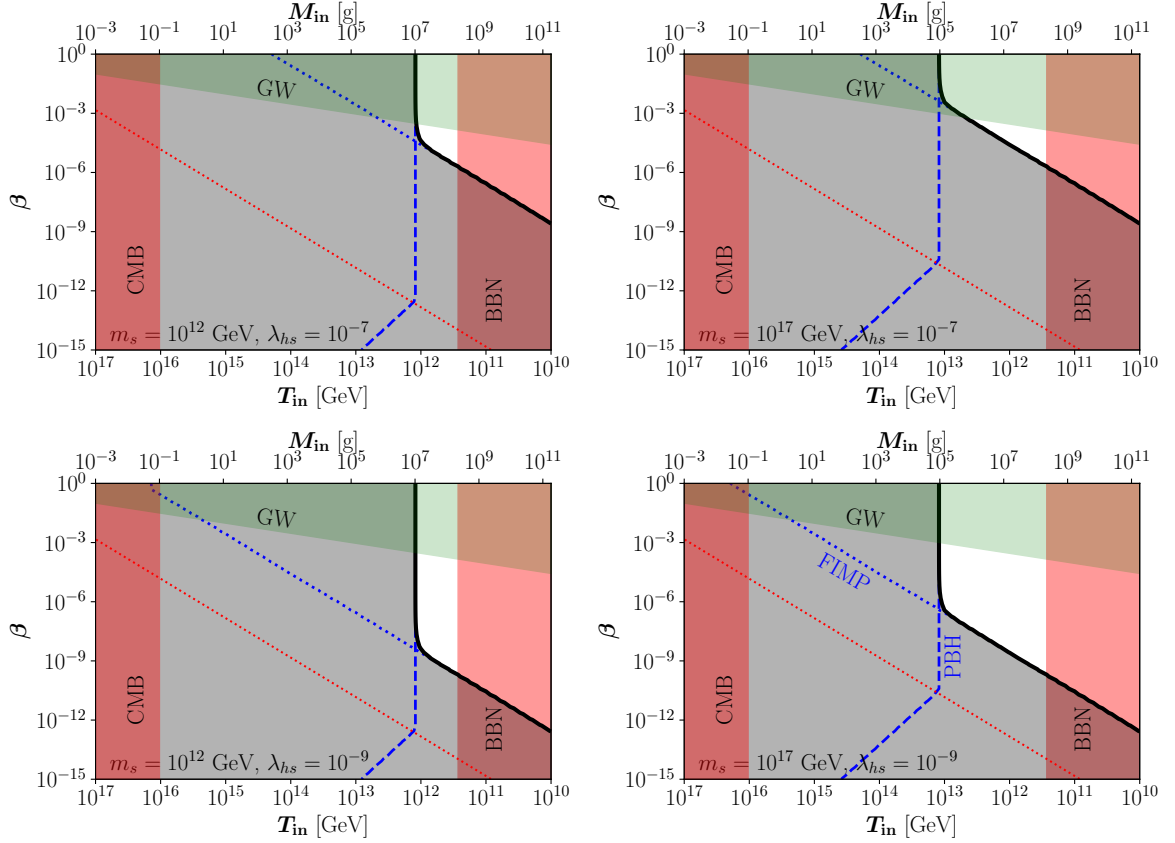 M_in [g] M_in [g]
10^−3 10^−1 10^1 10^3 10^5 10^7 10^9 10^11 10^−3 10^−1 10^1 10^3 10^5 10^7 10^9 10^11
10^0 10^0
GW GW
10^−3 10^−3
10^−6 10^−6
β β
10^−9 10^−9
CMB BBN CMB BBN
10^−12 10^−12
m_s = 10^12 GeV, λ_hs = 10^−7 m_s = 10^17 GeV, λ_hs = 10^−7
10^−15 10^−15
10^17 10^16 10^15 10^14 10^13 10^12 10^11 10^10 10^17 10^16 10^15 10^14 10^13 10^12 10^11 10^10
T_in [GeV] T_in [GeV]
M_in [g] M_in [g]
10^−3 10^−1 10^1 10^3 10^5 10^7 10^9 10^11 10^−3 10^−1 10^1 10^3 10^5 10^7 10^9 10^11
10^0 10^0
GW GW
10^−3 10^−3
FIMP
10^−6 10^−6
β β
10^−9 10^−9
PBH
CMB BBN CMB BBN
10^−12 10^−12
m_s = 10^12 GeV, λ_hs = 10^−9 m_s = 10^17 GeV, λ_hs = 10^−9
10^−15 10^−15
10^17 10^16 10^15 10^14 10^13 10^12 10^11 10^10 10^17 10^16 10^15 10^14 10^13 10^12 10^11 10^10
T_in [GeV] T_in [GeV]